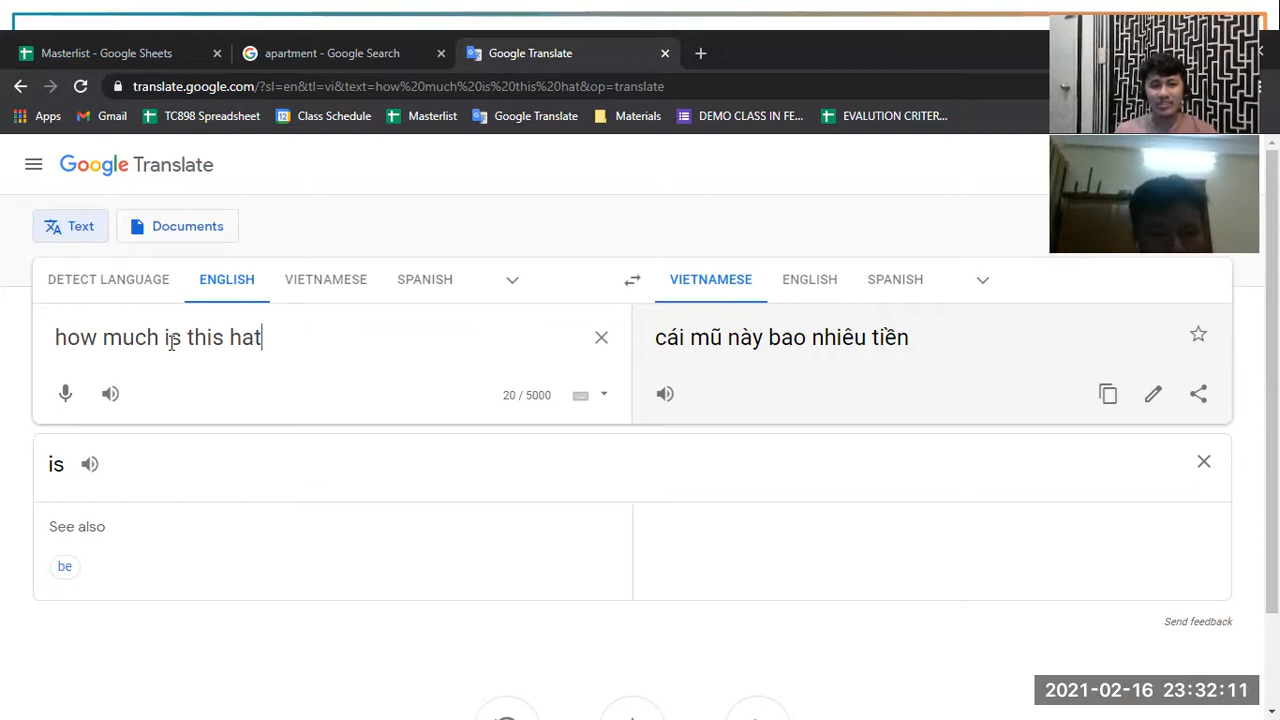 Masterlist - Google Sheets
apartment - Google Search
Google Translate
translate.google.com/?sl=en&tl=vi&text=how%20much%20is%20this%20hat&op=translate
Apps
Gmail
TC898 Spreadsheet
Class Schedule
Masterlist
Google Translate
Materials
DEMO CLASS IN FE...
EVALUTION CRITER...
Google Translate
Text
Documents
DETECT LANGUAGE
ENGLISH
VIETNAMESE
SPANISH
VIETNAMESE
ENGLISH
SPANISH
how much is this hat
cái mũ này bao nhiêu tiền
20 / 5000
is
See also
be
Send feedback
2021-02-16 23:32:11